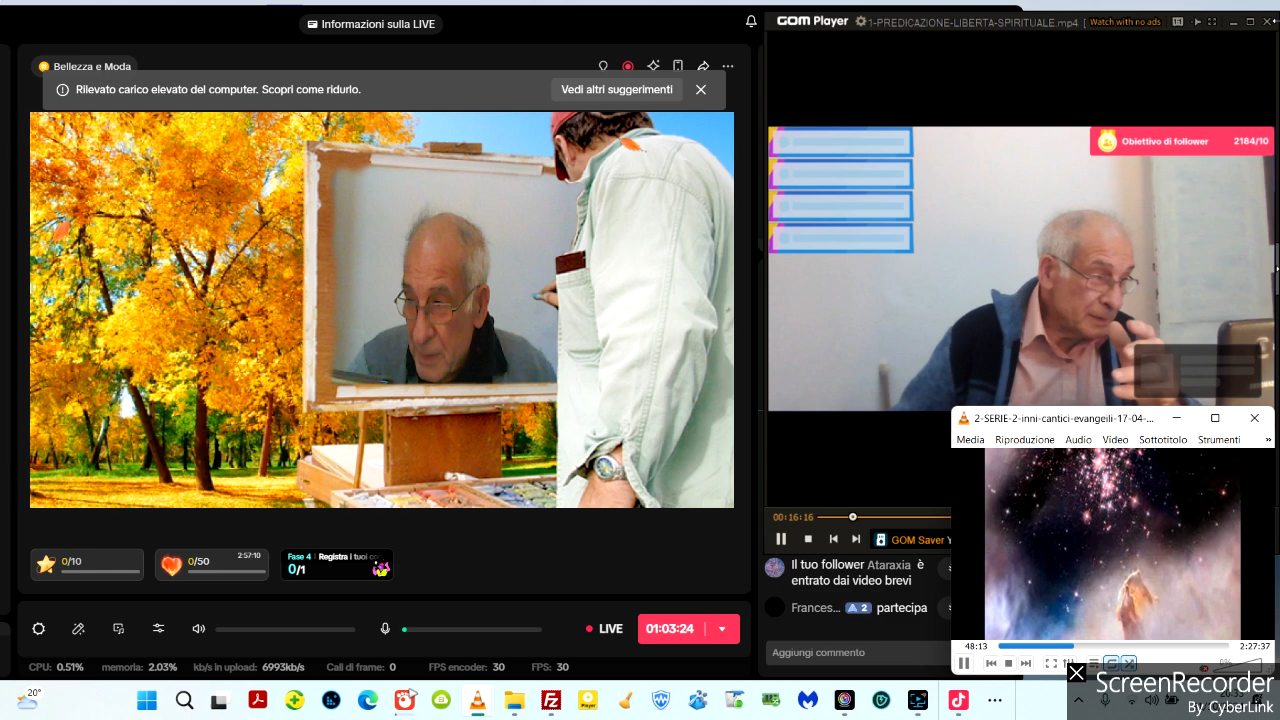 Informazioni sulla LIVE
Bellezza e Moda
Rilevato carico elevato del computer. Scopri come ridurlo.
Vedi altri suggerimenti
0/10
0/50
2:57:10
Fase 4 | Registra i tuoi co
0/1
LIVE
01:03:24
CPU: 0.51%
memoria: 2.03%
kb/s in upload: 6993kb/s
Cali di frame: 0
FPS encoder: 30
FPS: 30
GOM Player
1-PREDICAZIONE-LIBERTA-SPIRITUALE.mp4 [
Watch with no ads
Obiettivo di follower 2184/10
00:16:16
GOM Saver
Il tuo follower Ataraxia è
entrato dai video brevi
Frances... 2 partecipa
Aggiungi commento
2-SERIE-2-inni-cantici-evangeili-17-04-...
Media Riproduzione Audio Video Sottotitolo Strumenti »
48:13
2:27:37
0%
20°
Player
ScreenRecorder
By CyberLink